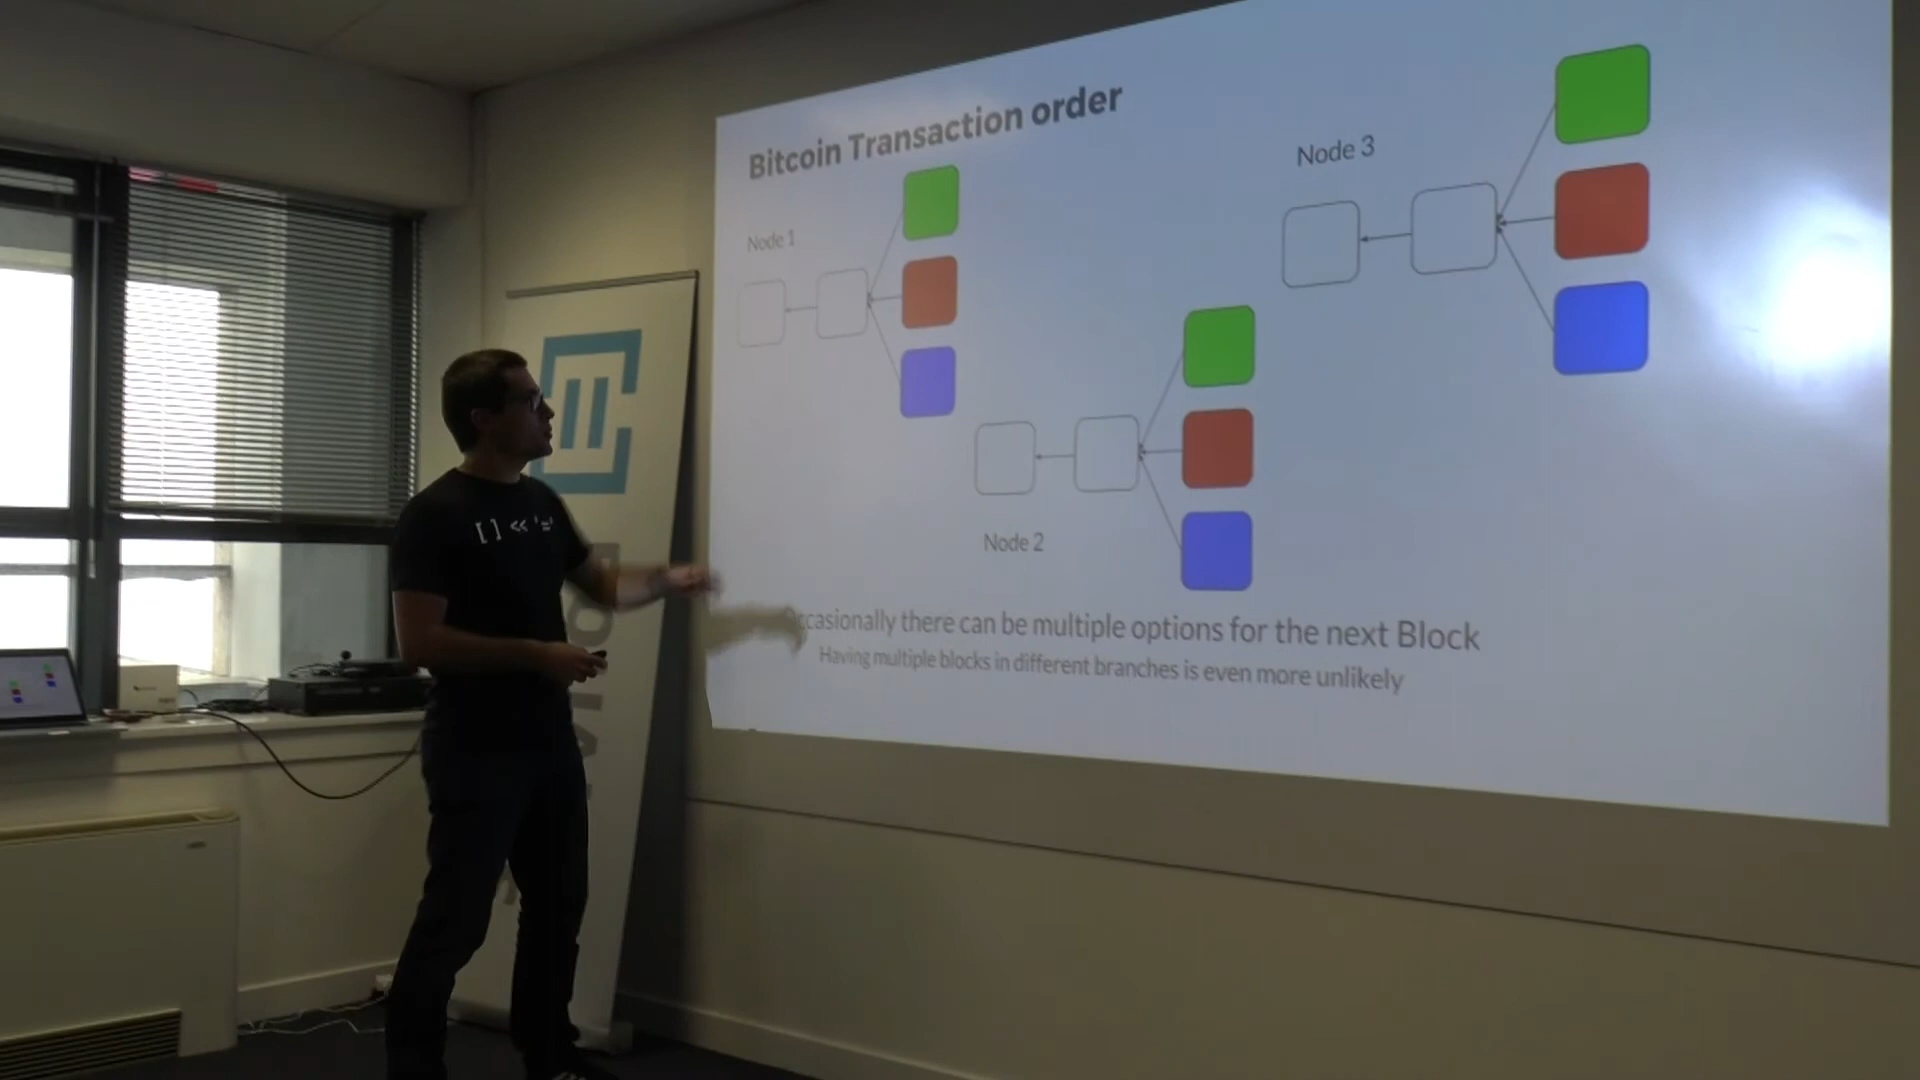 Bitcoin Transaction order
Node 1
Node 2
Node 3
Occasionally there can be multiple options for the next Block
Having multiple blocks in different branches is even more unlikely
[ ] << '='